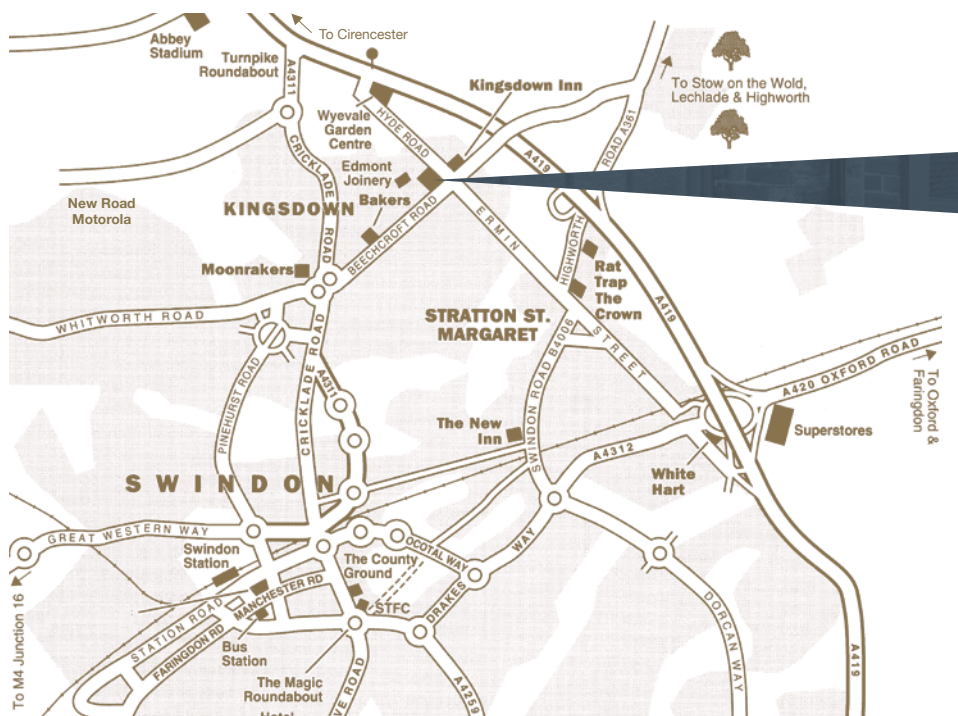 To Cirencester
Abbey
Stadium
Turnpike
Roundabout
A4311
Kingsdown Inn
To Stow on the Wold,
Lechlade & Highworth
Wyevale
Garden
Centre
HYDE ROAD
A419
ROAD A361
CRICKLADE
ROAD
Edmont
Joinery
Bakers
New Road
Motorola
KINGSDOWN
BEECHCROFT ROAD
ERMIN
STREET
HIGHWORTH
Moonrakers
Rat
Trap
The
Crown
A419
WHITWORTH ROAD
STRATTON ST.
MARGARET
A420 OXFORD ROAD
To Oxford &
Faringdon
PINEHURST ROAD
CRICKLADE ROAD
A4311
SWINDON ROAD B4006
The New
Inn
Superstores
A4312
White
Hart
SWINDON
GREAT WESTERN WAY
Swindon
Station
The County
Ground
OCOTAL WAY
DRAKES
WAY
MANCHESTER RD
STFC
STATION ROAD
FARINGDON RD
Bus
Station
DORCAN WAY
A419
To M4 Junction 16
The Magic
Roundabout
VE ROAD
A4259